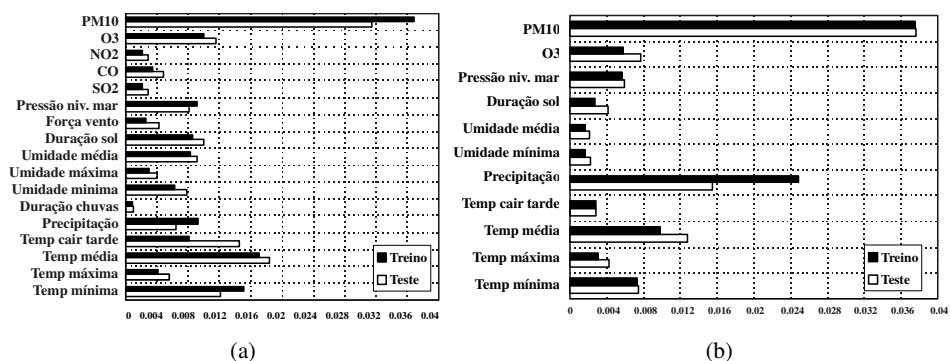 PM10
O3
NO2
CO
SO2
Pressão niv. mar
Força vento
Duração sol
Umidade média
Umidade máxima
Umidade minima
Duração chuvas
Precipitação
Temp cair tarde
Temp média
Temp máxima
Temp mínima
Treino
Teste
0 0.004 0.008 0.012 0.016 0.02 0.024 0.028 0.032 0.036 0.04
(a)
PM10
O3
Pressão niv. mar
Duração sol
Umidade média
Umidade mínima
Precipitação
Temp cair tarde
Temp média
Temp máxima
Temp mínima
Treino
Teste
0 0.004 0.008 0.012 0.016 0.02 0.024 0.028 0.032 0.036 0.04
(b)